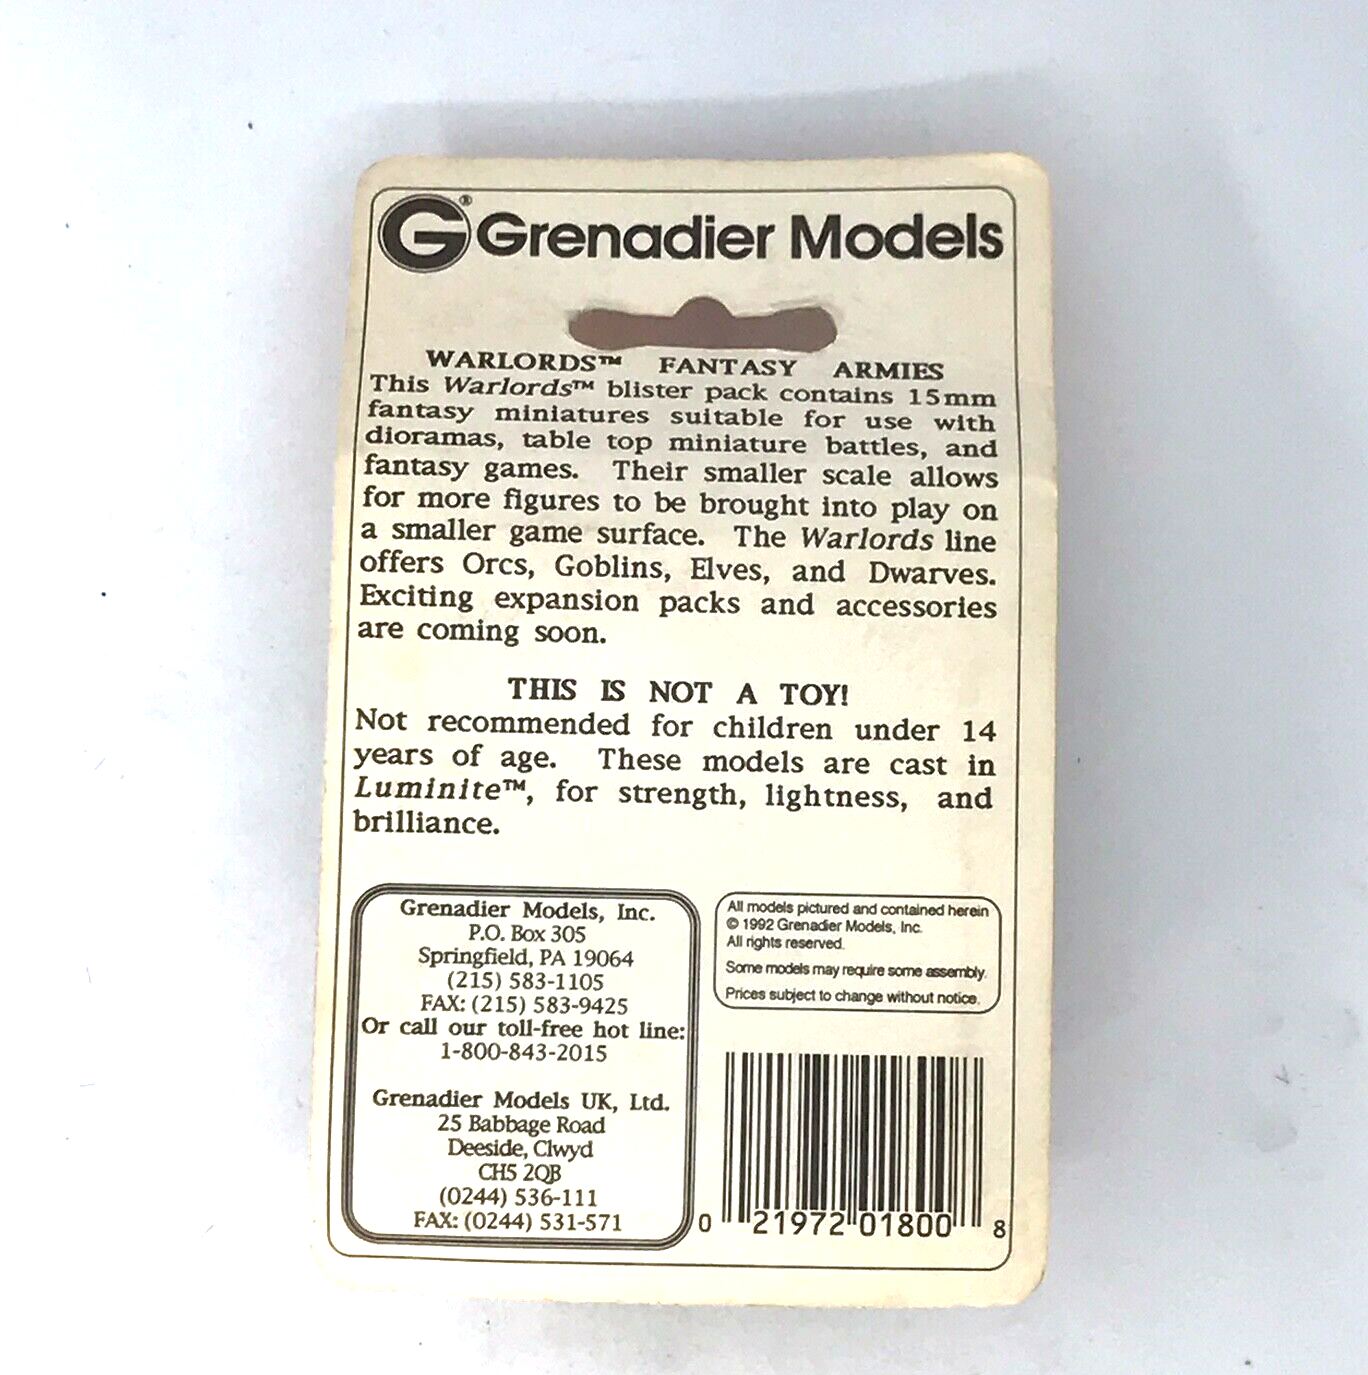 G® Grenadier Models
WARLORDS™ FANTASY ARMIES
This Warlords™ blister pack contains 15mm
fantasy miniatures suitable for use with
dioramas, table top miniature battles, and
fantasy games. Their smaller scale allows
for more figures to be brought into play on
a smaller game surface. The Warlords line
offers Orcs, Goblins, Elves, and Dwarves.
Exciting expansion packs and accessories
are coming soon.
THIS IS NOT A TOY!
Not recommended for children under 14
years of age. These models are cast in
Luminite™, for strength, lightness, and
brilliance.
Grenadier Models, Inc.
P.O. Box 305
Springfield, PA 19064
(215) 583-1105
FAX: (215) 583-9425
Or call our toll-free hot line:
1-800-843-2015
Grenadier Models UK, Ltd.
25 Babbage Road
Deeside, Clwyd
CH5 2QB
(0244) 536-111
FAX: (0244) 531-571
All models pictured and contained herein
© 1992 Grenadier Models, Inc.
All rights reserved.
Some models may require some assembly.
Prices subject to change without notice.
0 21972 01800 8